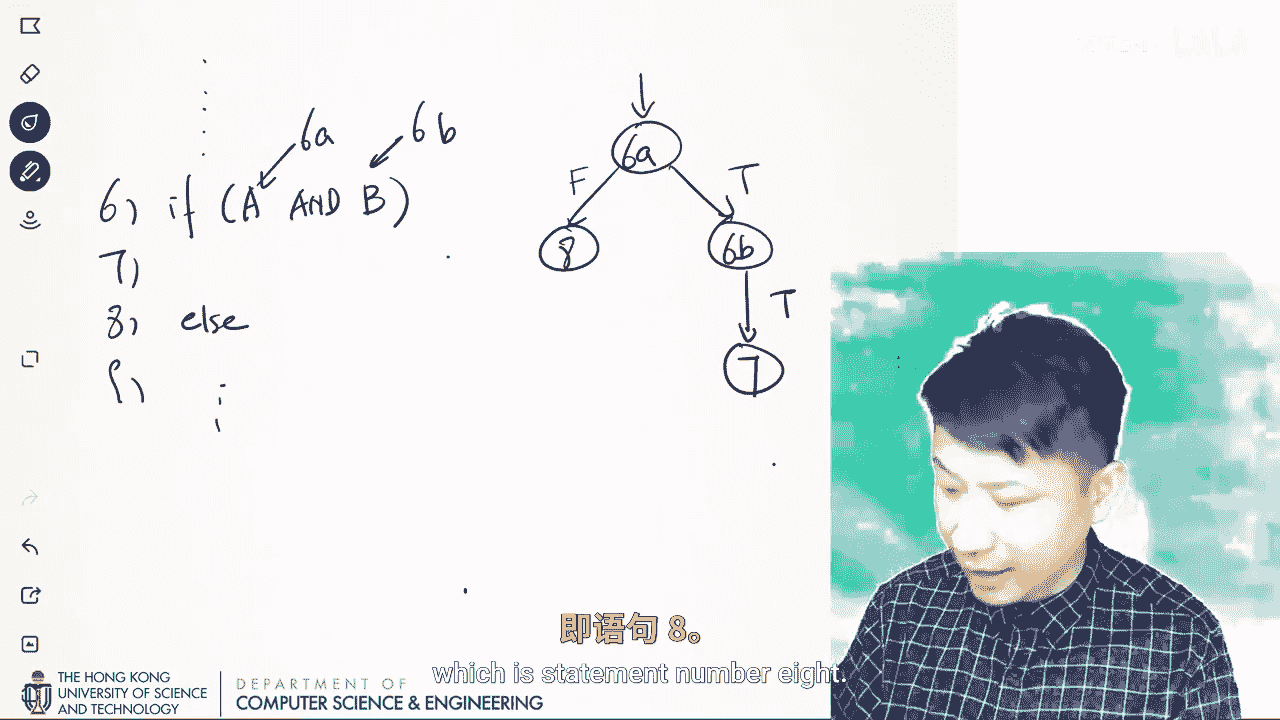 6a
6b
6) if (A AND B)
7)
8) else
6a
F
T
8
6b
T
7
即语句 8。
which is statement number eight.
THE HONG KONG
UNIVERSITY OF SCIENCE
AND TECHNOLOGY
DEPARTMENT OF
COMPUTER SCIENCE & ENGINEERING